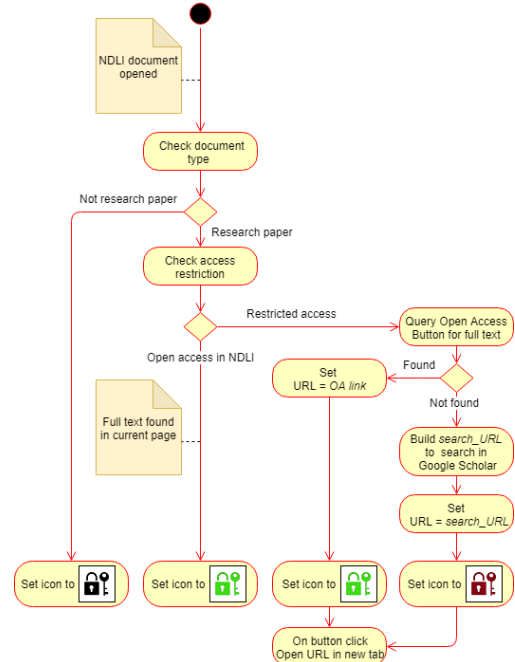 NDLI document
opened
Check document
type
Not research paper
Research paper
Check access
restriction
Restricted access
Query Open Access
Button for full text
Open access in NDLI
Found
Set
URL = OA link
Not found
Full text found
in current page
Build search_URL
to search in
Google Scholar
Set
URL = search_URL
Set icon to
Set icon to
Set icon to
Set icon to
On button click
Open URL in new tab